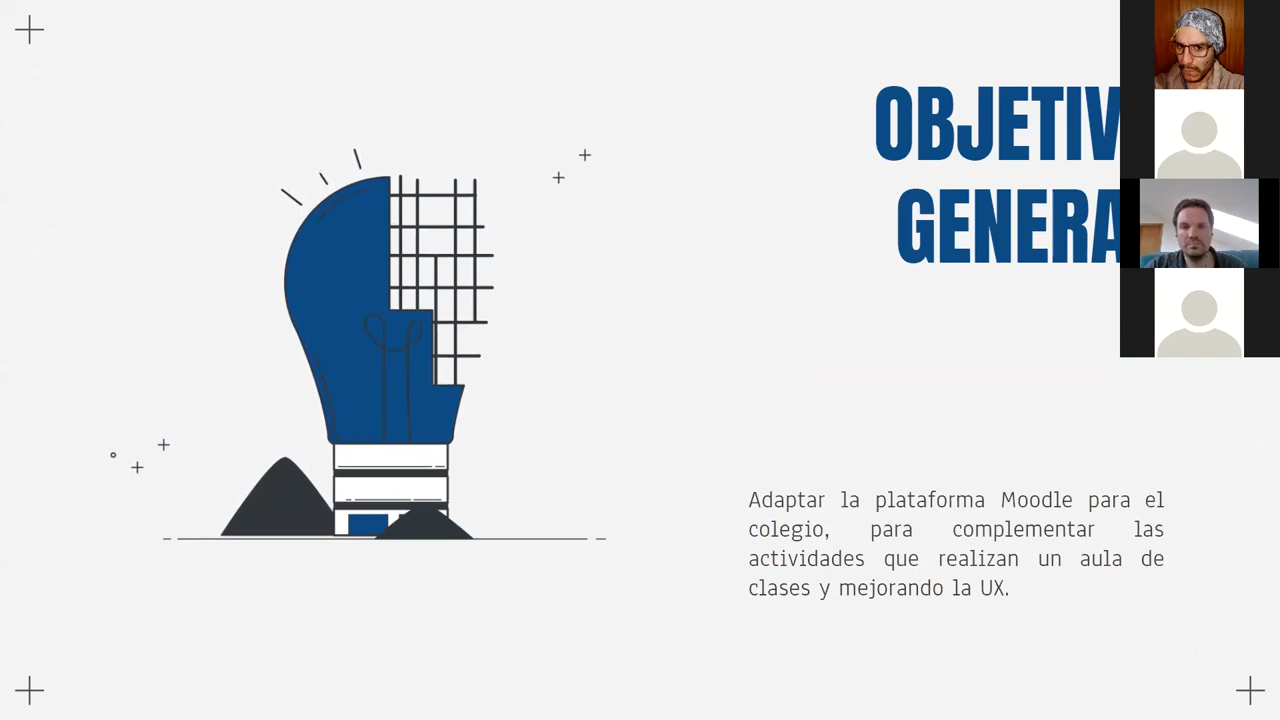 OBJETIV
GENERA
Adaptar la plataforma Moodle para el
colegio, para complementar las
actividades que realizan un aula de
clases y mejorando la UX.